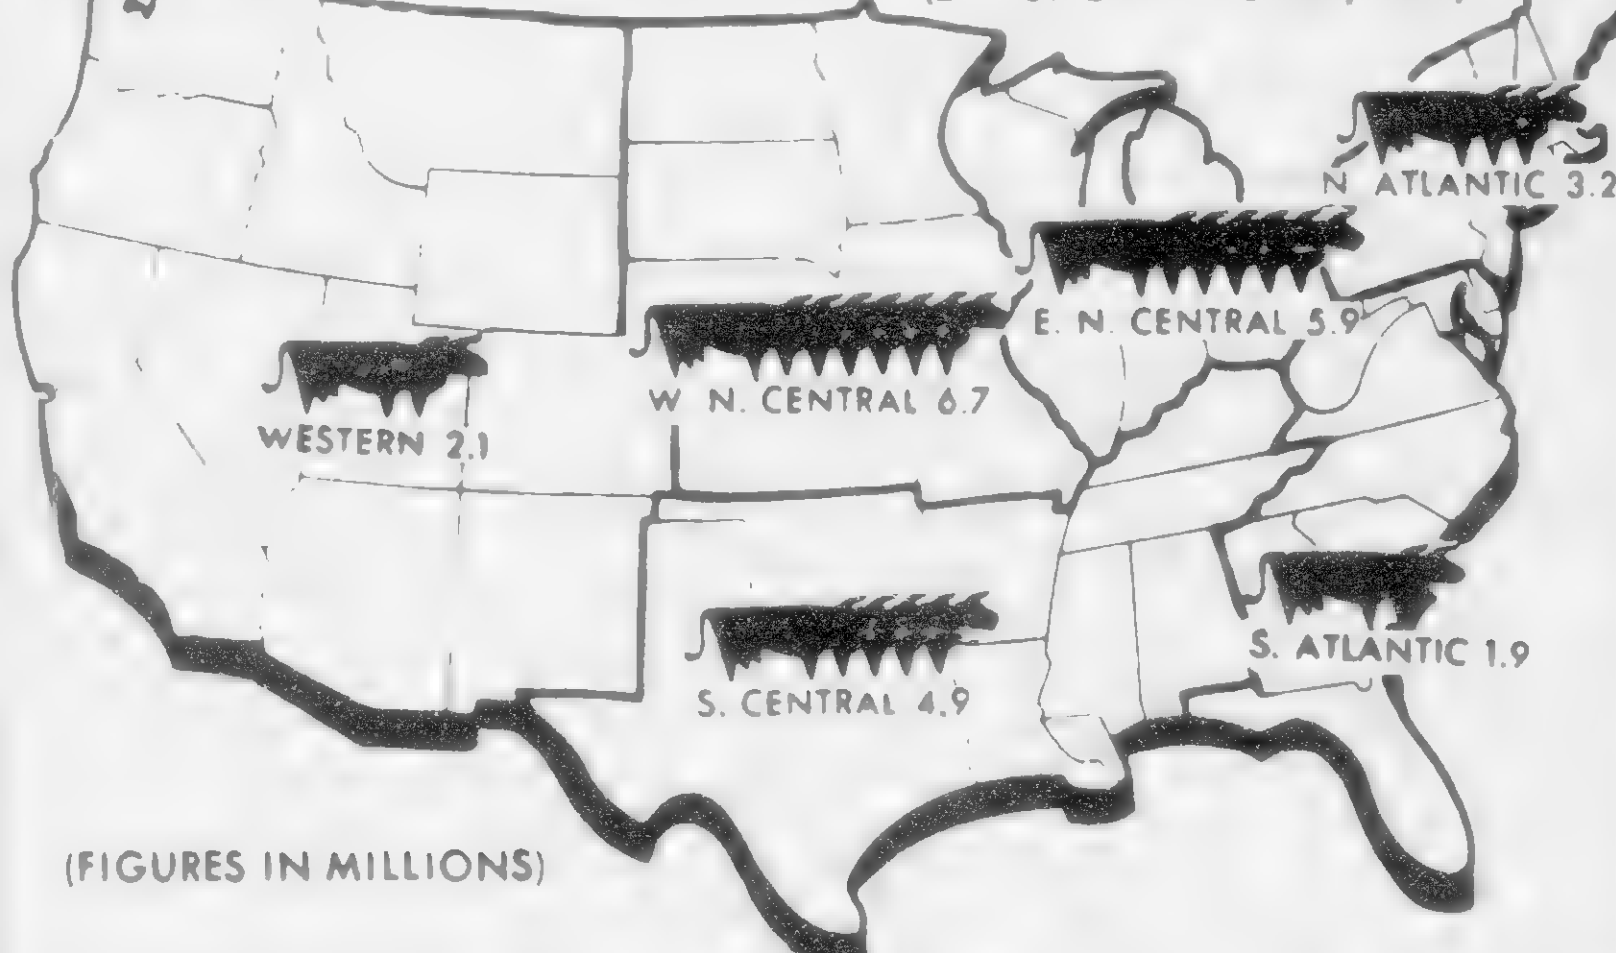 N ATLANTIC 3.2
E. N. CENTRAL 5.9
W N. CENTRAL 6.7
WESTERN 2.1
S. ATLANTIC 1.9
S. CENTRAL 4.9
(FIGURES IN MILLIONS)